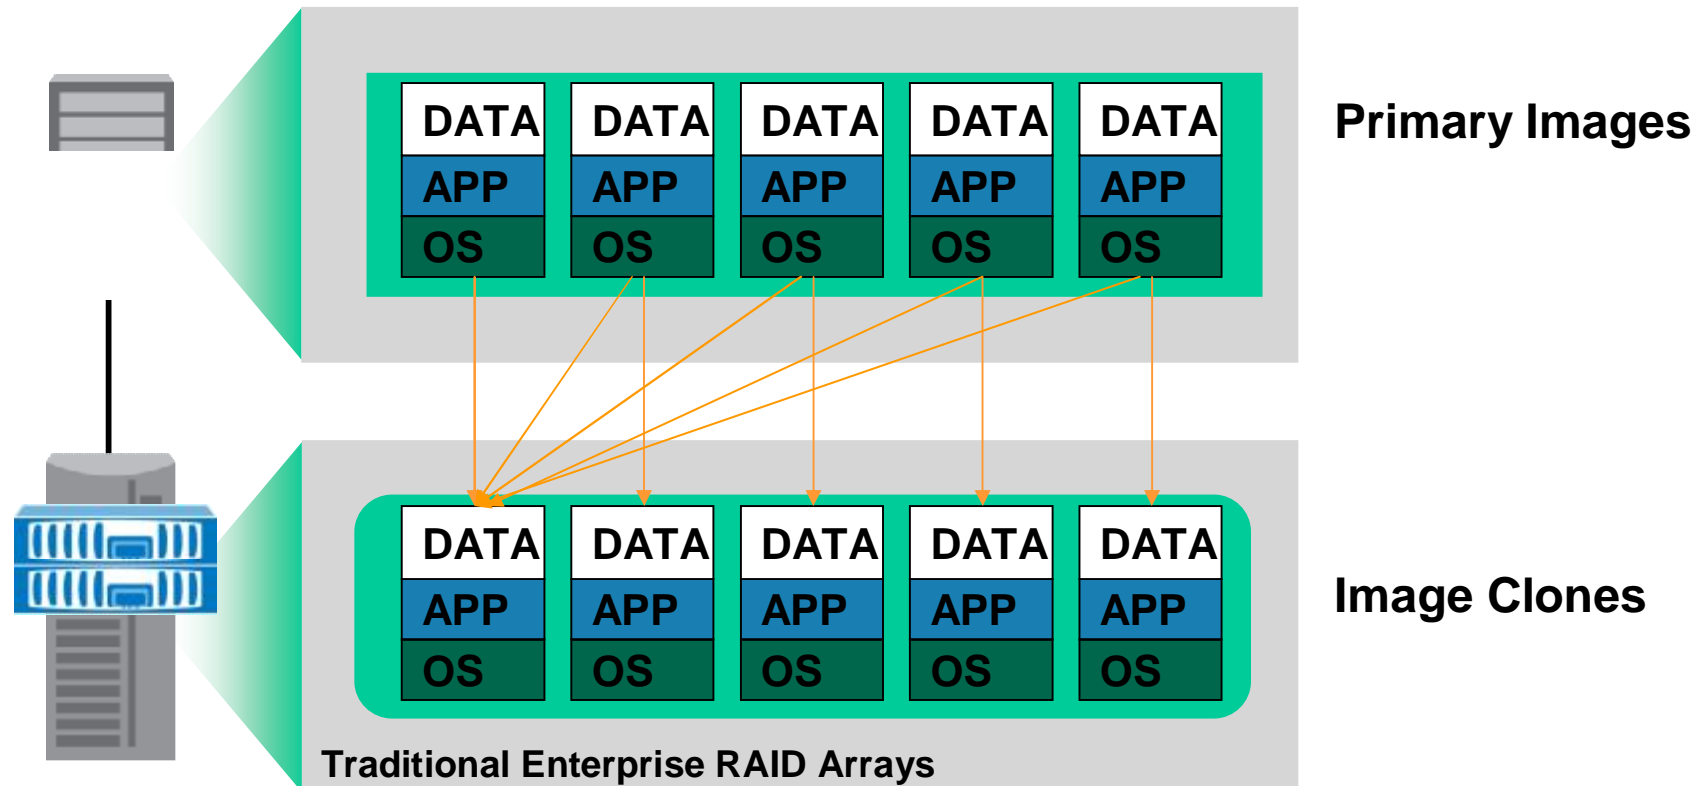 DATA DATA DATA DATA DATA
Primary Images
APP APP APP APP APP
OS OS OS OS OS
DATA DATA DATA DATA DATA
Image Clones
APP APP APP APP APP
OS OS OS OS OS
Traditional Enterprise RAID Arrays